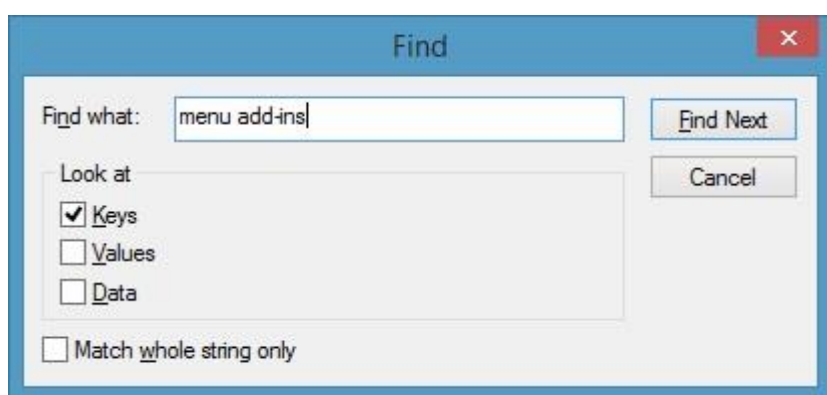 Find
Find what: menu add-ins Find Next
Look at Cancel
Keys
Values
Data
Match whole string only